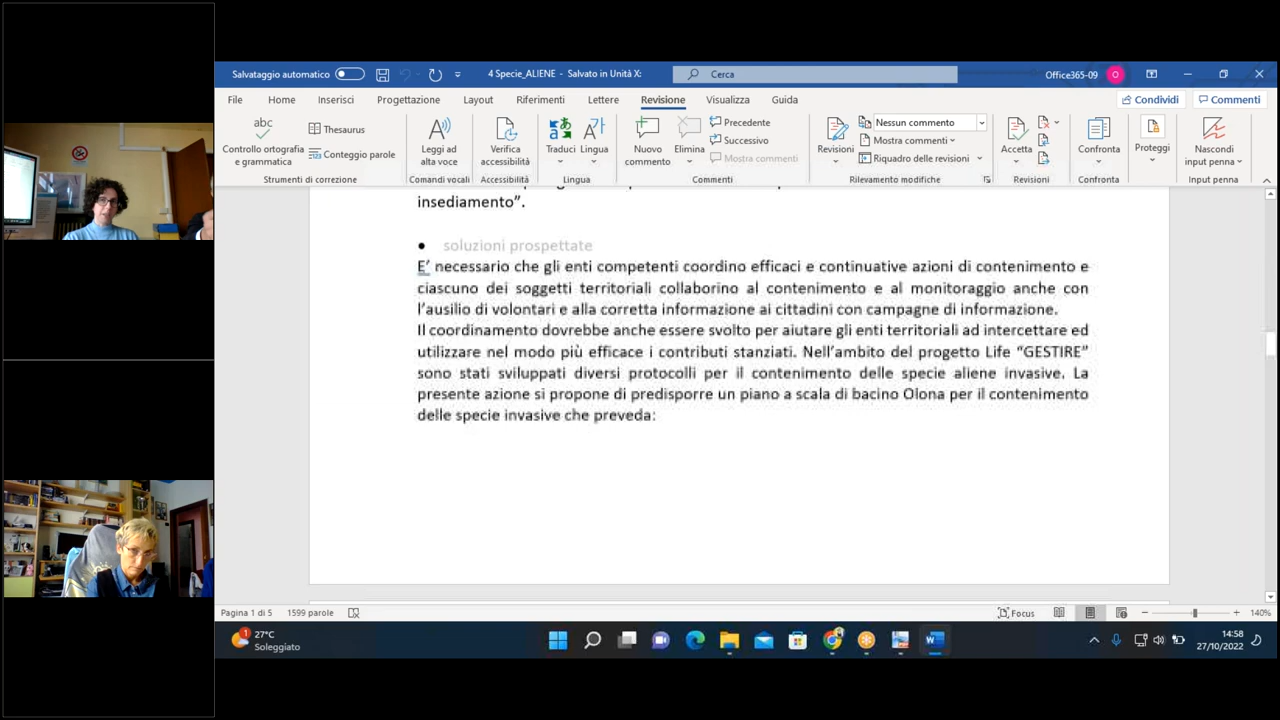 Salvataggio automatico
4 Specie_ALIENE - Salvato in Unità X:
Cerca
Office365-09
O
File
Home
Inserisci
Progettazione
Layout
Riferimenti
Lettere
Revisione
Visualizza
Guida
Condividi
Commenti
abc
Controllo ortografia
e grammatica
Thesaurus
Conteggio parole
Strumenti di correzione
Leggi ad
alta voce
Comandi vocali
Verifica
accessibilità
Accessibilità
Traduci
Lingua
Lingua
Nuovo
commento
Elimina
Precedente
Successivo
Mostra commenti
Commenti
Revisioni
Nessun commento
Mostra commenti
Riquadro delle revisioni
Rilevamento modifiche
Accetta
Revisioni
Confronta
Confronta
Proteggi
Nascondi
input penna
Input penna
insediamento”.
• soluzioni prospettate
E’ necessario che gli enti competenti coordino efficaci e continuative azioni di contenimento e
ciascuno dei soggetti territoriali collaborino al contenimento e al monitoraggio anche con
l’ausilio di volontari e alla corretta informazione ai cittadini con campagne di informazione.
Il coordinamento dovrebbe anche essere svolto per aiutare gli enti territoriali ad intercettare ed
utilizzare nel modo più efficace i contributi stanziati. Nell’ambito del progetto Life “GESTIRE”
sono stati sviluppati diversi protocolli per il contenimento delle specie aliene invasive. La
presente azione si propone di predisporre un piano a scala di bacino Olona per il contenimento
delle specie invasive che preveda:
Pagina 1 di 5
1599 parole
Focus
140%
1
27°C
Soleggiato
14:58
27/10/2022